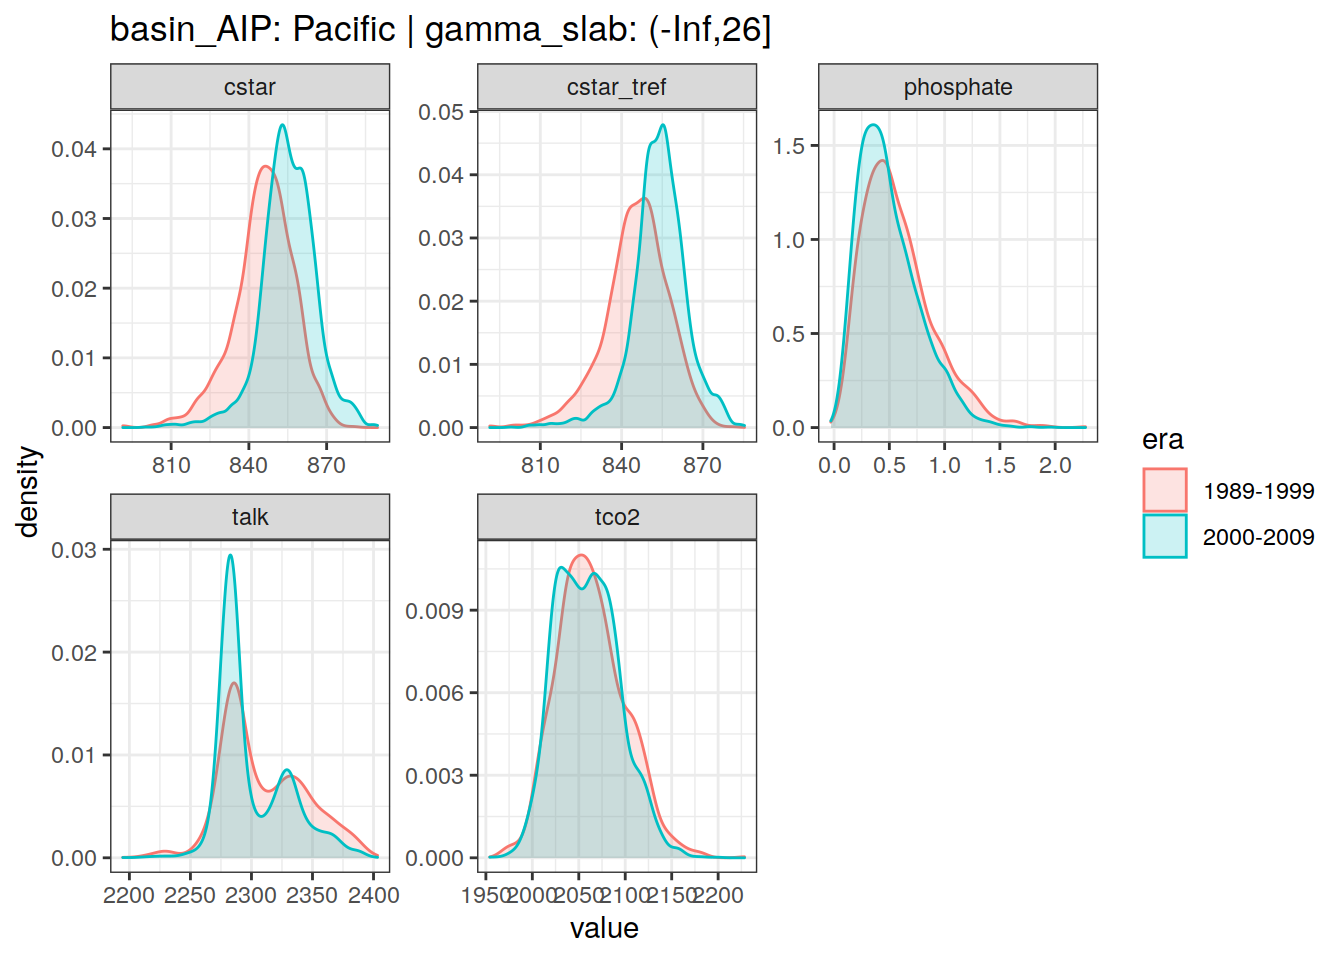 basin_AIP: Pacific | gamma_slab: (-Inf,26]
cstar
cstar_tref
phosphate
0.04
0.03
0.02
0.01
0.00
810 840 870
0.05
0.04
0.03
0.02
0.01
0.00
810 840 870
1.5
1.0
0.5
0.0
0.0 0.5 1.0 1.5 2.0
density
talk
tco2
0.03
0.02
0.01
0.00
2200 2250 2300 2350 2400
0.009
0.006
0.003
0.000
1950 2000 2050 2100 2150 2200
value
era
1989-1999
2000-2009